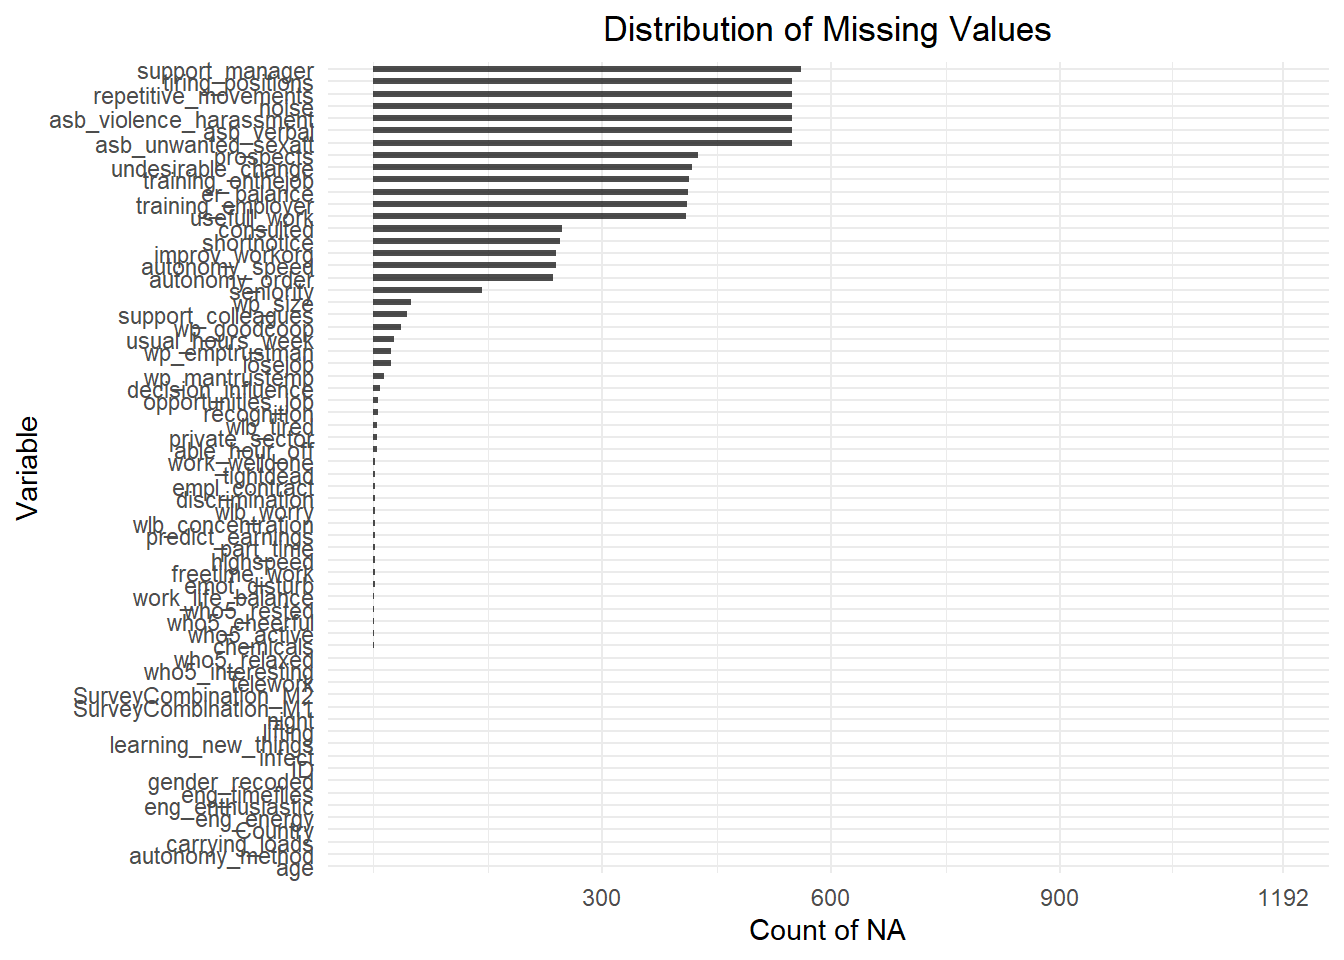 Distribution of Missing Values
support_manager
tiring_positions
repetitive_movements
noise
asb_violence_harassment
asb_verbal
asb_unwanted_sexatt
prospects
undesirable_change
training_onthejob
er_balance
training_employer
usefull_work
consulted
shortnotice
improv_workorg
autonomy_speed
autonomy_order
seniority
wp_size
support_colleagues
wp_goodcoop
usual_hours_week
wp_emptrustman
losejob
wp_mantrustemp
decision_influence
opportunities_job
recognition
wlb_tired
private_sector
able_hour_off
work_welldone
tightdead
empl_contract
discrimination
wlb_worry
wlb_concentration
predict_earnings
part_time
highspeed
freetime_work
emot_disturb
work_life_balance
who5_rested
who5_cheerful
who5_active
chemicals
who5_relaxed
who5_interesting
telework
SurveyCombination_M2
SurveyCombination_M1
night
lifting
learning_new_things
infect
ID
gender_recoded
eng_timeflies
eng_enthusiastic
eng_energy
Country
carrying_loads
autonomy_method
age
Variable
300 600 900 1192
Count of NA